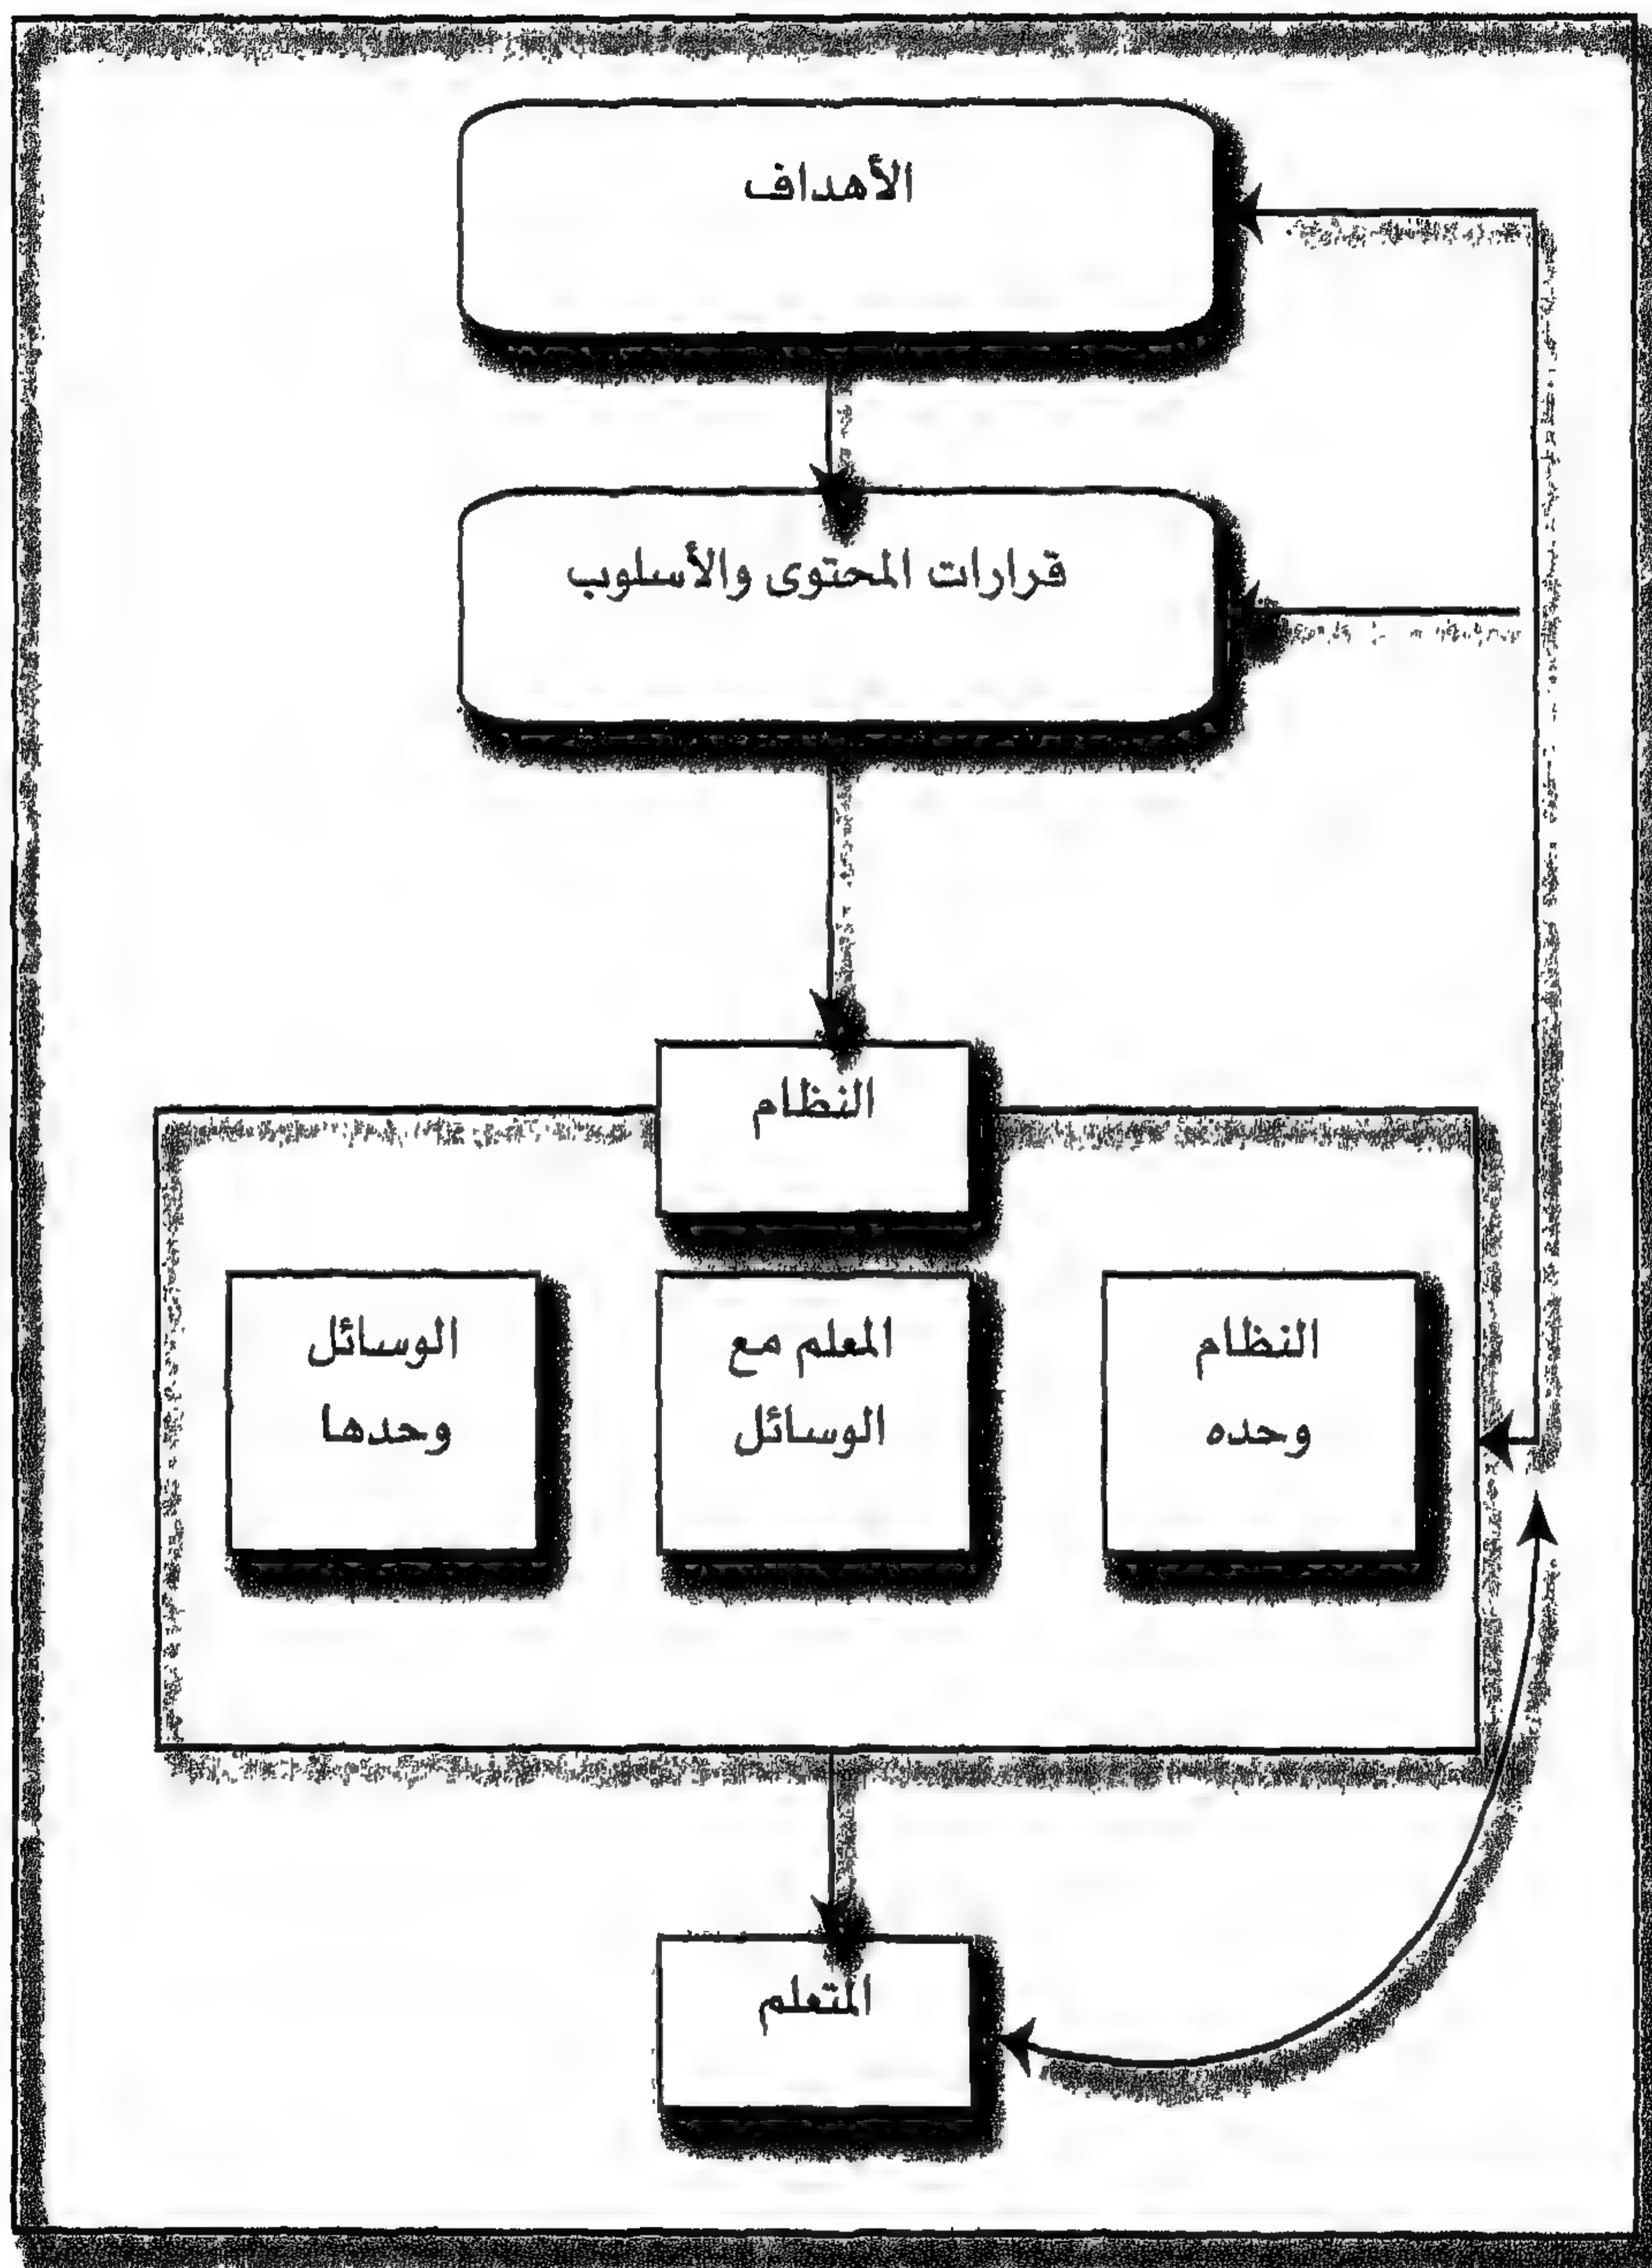 الأهداف
قرارات المحتوى والأسلوب
النظام
النظام
وحده
المعلم مع
الوسائل
الوسائل
وحدها
المتعلم